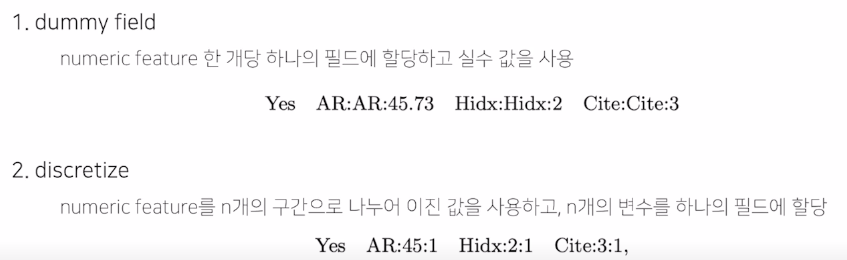 1. dummy field
numeric feature 한 개당 하나의 필드에 할당하고 실수 값을 사용
Yes AR:AR:45.73 Hidx:Hidx:2 Cite:Cite:3
2. discretize
numeric feature를 n개의 구간으로 나누어 이진 값을 사용하고, n개의 변수를 하나의 필드에 할당
Yes AR:45:1 Hidx:2:1 Cite:3:1,